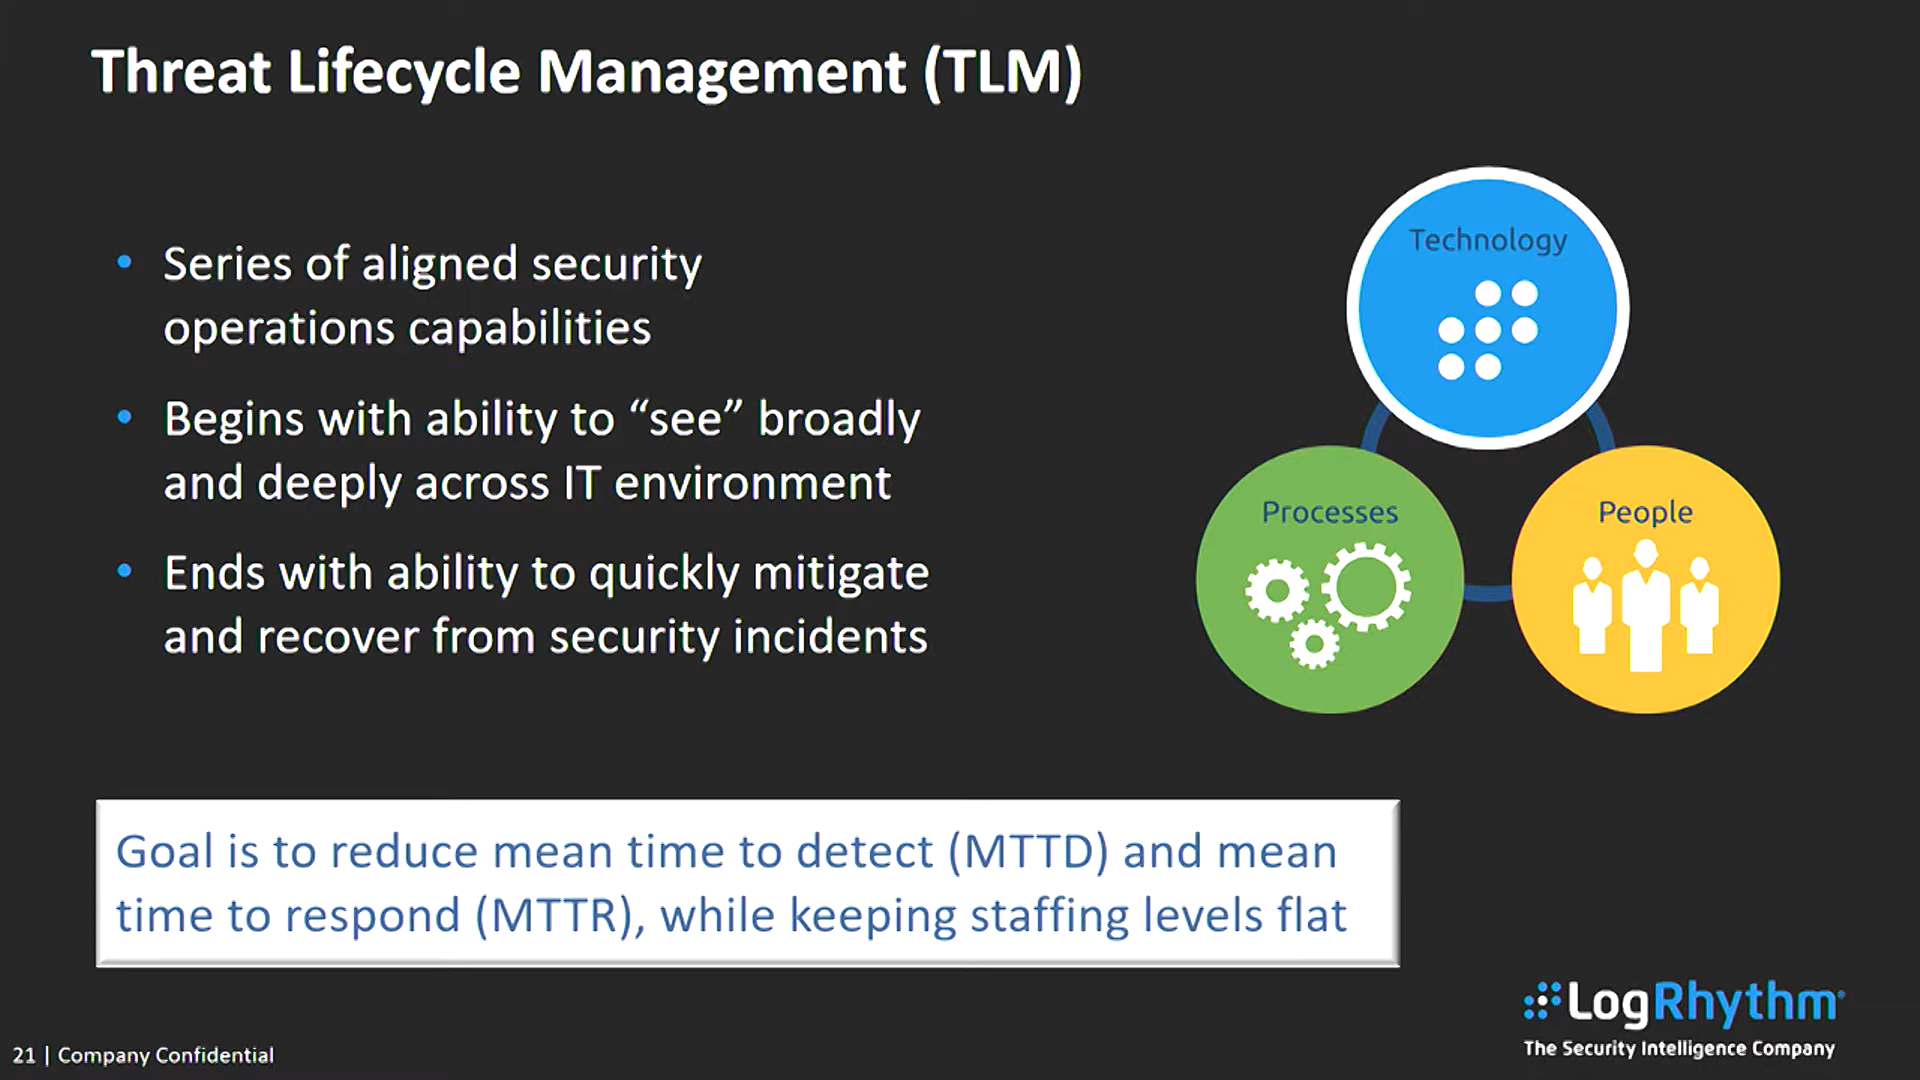 Threat Lifecycle Management (TLM)
• Series of aligned security
operations capabilities
• Begins with ability to “see” broadly
and deeply across IT environment
• Ends with ability to quickly mitigate
and recover from security incidents
Technology
Processes
People
Goal is to reduce mean time to detect (MTTD) and mean
time to respond (MTTR), while keeping staffing levels flat
LogRhythm
The Security Intelligence Company
21 | Company Confidential